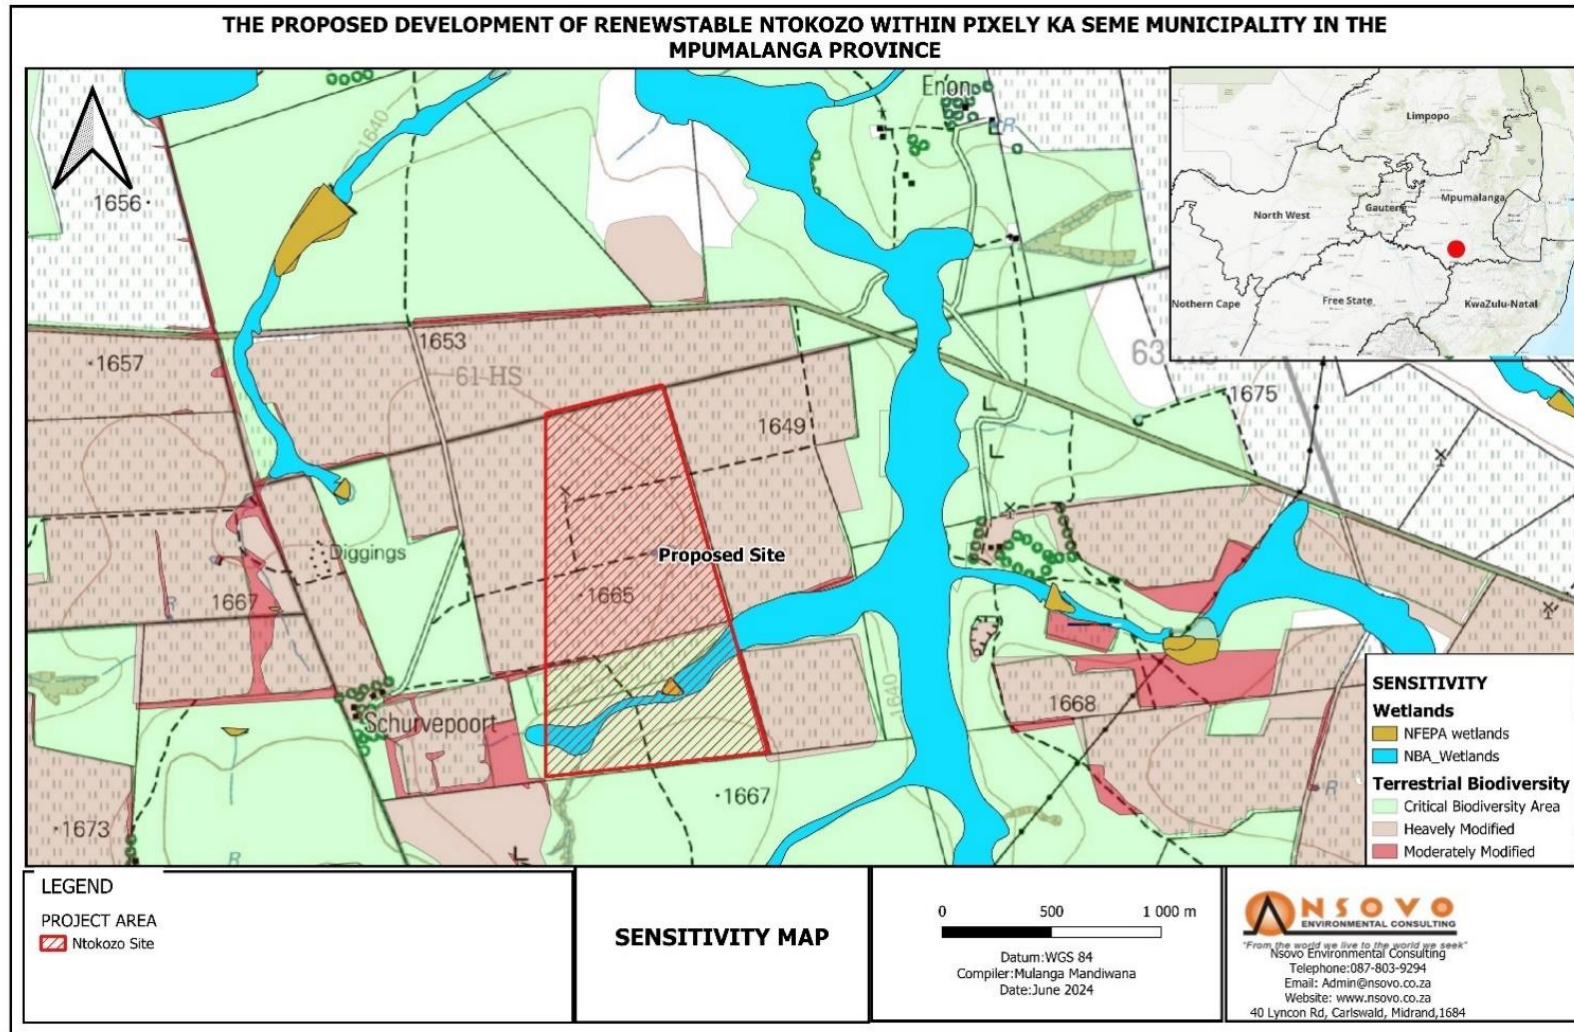 THE PROPOSED DEVELOPMENT OF RENEWSTABLE NTOKOZO WITHIN PIXELY KA SEME MUNICIPALITY IN THE
MPUMALANGA PROVINCE
Enon
1640
1656
R
Limpopo
Mpumalanga
Gauteng
North West
Free State
KwaZulu-Natal
Nothern Cape
1653
1657
61 HS
63
1675
1649
Diggings
Proposed Site
1665
1667
R
Schurvepoort
1640
1668
1667
R
1673
R
SENSITIVITY
Wetlands
NFEPA wetlands
NBA_Wetlands
Terrestrial Biodiversity
Critical Biodiversity Area
Heavely Modified
Moderately Modified
LEGEND
PROJECT AREA
Ntokozo Site
SENSITIVITY MAP
0 500 1 000 m
Datum:WGS 84
Compiler:Mulanga Mandiwana
Date:June 2024
NSOVO
ENVIRONMENTAL CONSULTING
"From the world we live to the world we seek"
Nsovo Environmental Consulting
Telephone:087-803-9294
Email: Admin@nsovo.co.za
Website: www.nsovo.co.za
40 Lyncon Rd, Carlswald, Midrand,1684